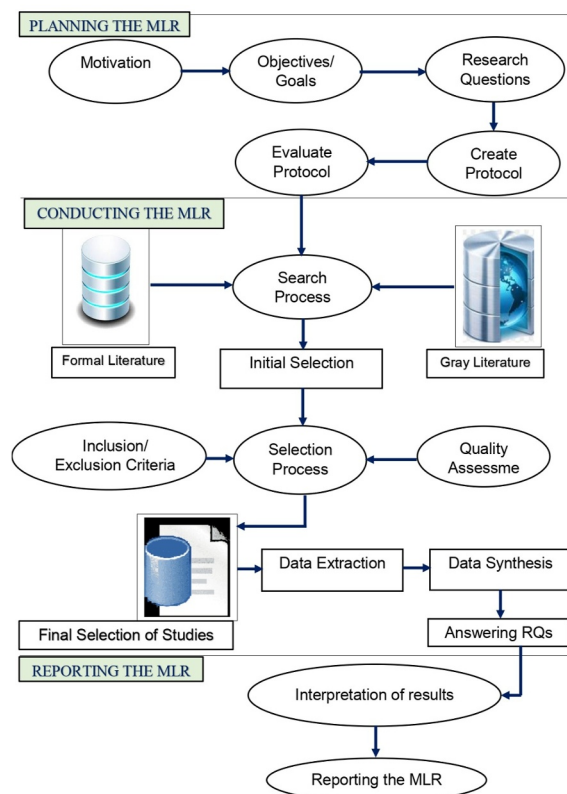 PLANNING THE MLR
Motivation
Objectives/
Goals
Research
Questions
Evaluate
Protocol
Create
Protocol
CONDUCTING THE MLR
Search
Process
Formal Literature
Gray Literature
Initial Selection
Inclusion/
Exclusion Criteria
Selection
Process
Quality
Assessme
Data Extraction
Data Synthesis
Final Selection of Studies
Answering RQs
REPORTING THE MLR
Interpretation of results
Reporting the MLR